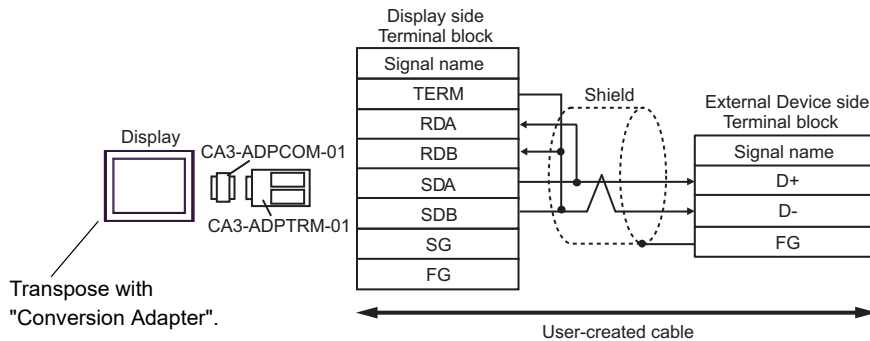 Display side
Terminal block
Signal name
TERM
RDA
RDB
SDA
SDB
SG
FG
Shield
External Device side
Terminal block
Signal name
D+
D-
FG
Display
CA3-ADPCOM-01
CA3-ADPTRM-01
Transpose with
"Conversion Adapter".
User-created cable